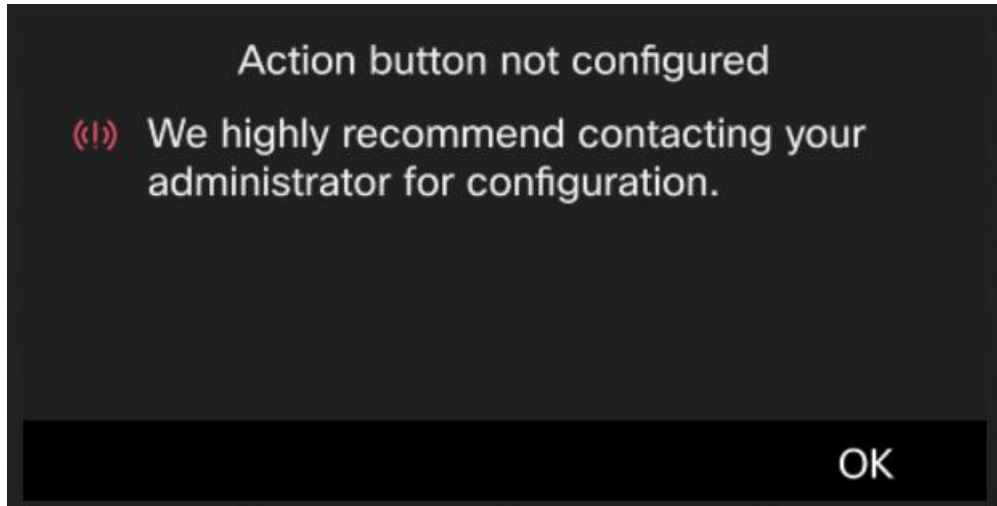 Action button not configured
We highly recommend contacting your
administrator for configuration.
OK